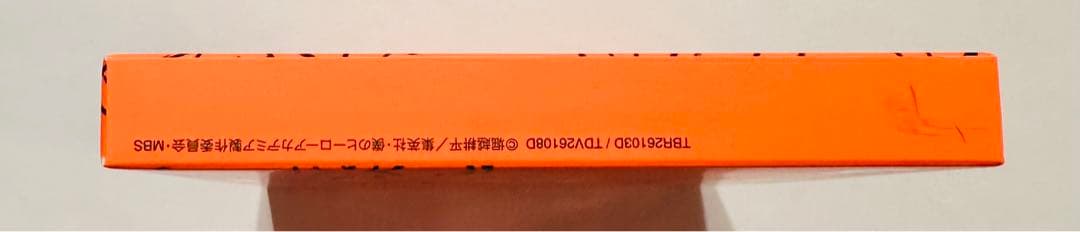 TBR26103D / TDV26108D ©堀越耕平／集英社・僕のヒーローアカデミア製作委員会・MBS